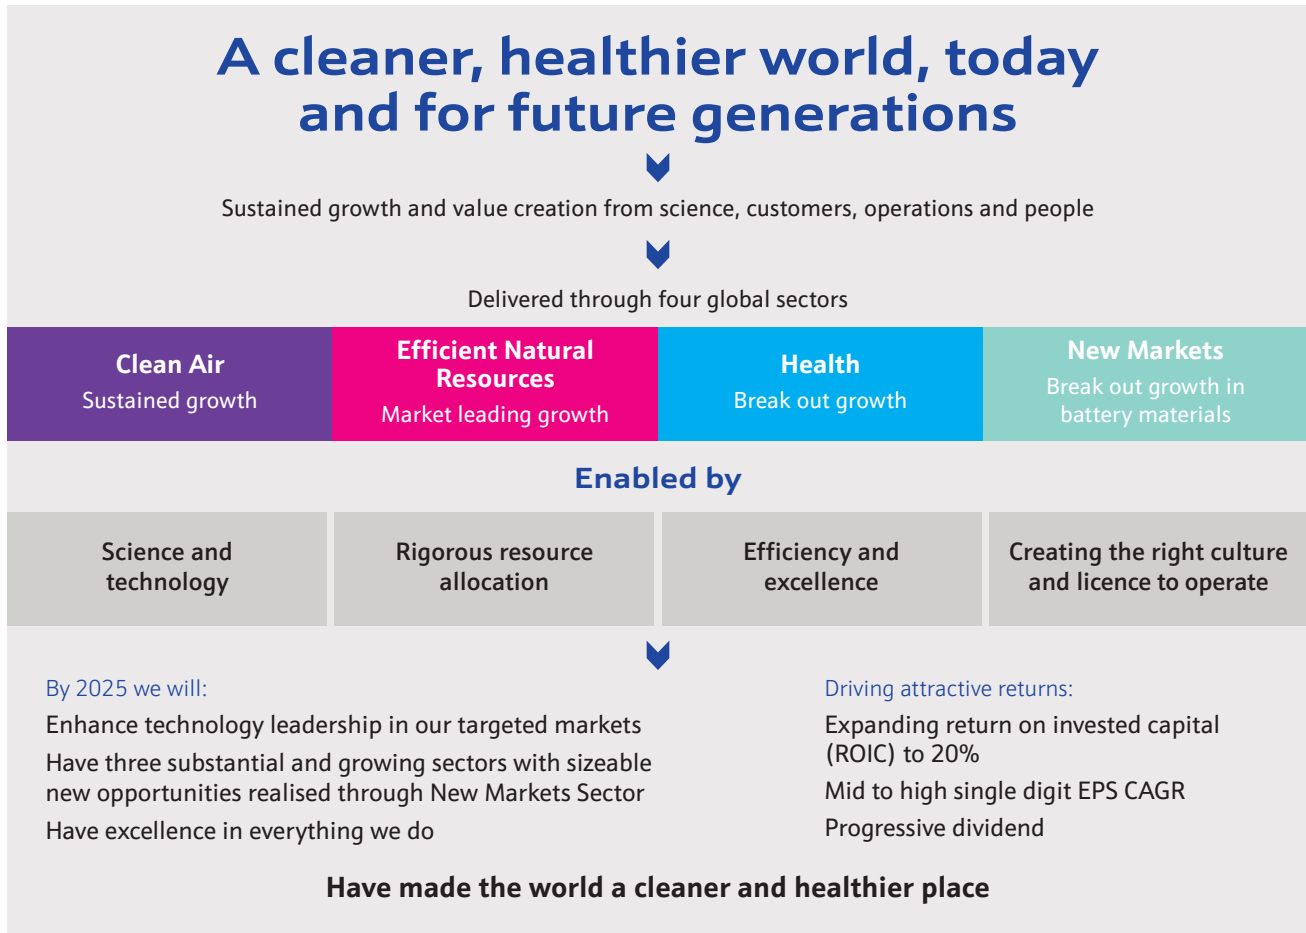 A cleaner, healthier world, today
and for future generations
Sustained growth and value creation from science, customers, operations and people
Delivered through four global sectors
Clean Air
Sustained growth
Efficient Natural
Resources
Market leading growth
Health
Break out growth
New Markets
Break out growth in
battery materials
Enabled by
Science and
technology
Rigorous resource
allocation
Efficiency and
excellence
Creating the right culture
and licence to operate
By 2025 we will:
Enhance technology leadership in our targeted markets
Have three substantial and growing sectors with sizeable
new opportunities realised through New Markets Sector
Have excellence in everything we do
Driving attractive returns:
Expanding return on invested capital
(ROIC) to 20%
Mid to high single digit EPS CAGR
Progressive dividend
Have made the world a cleaner and healthier place